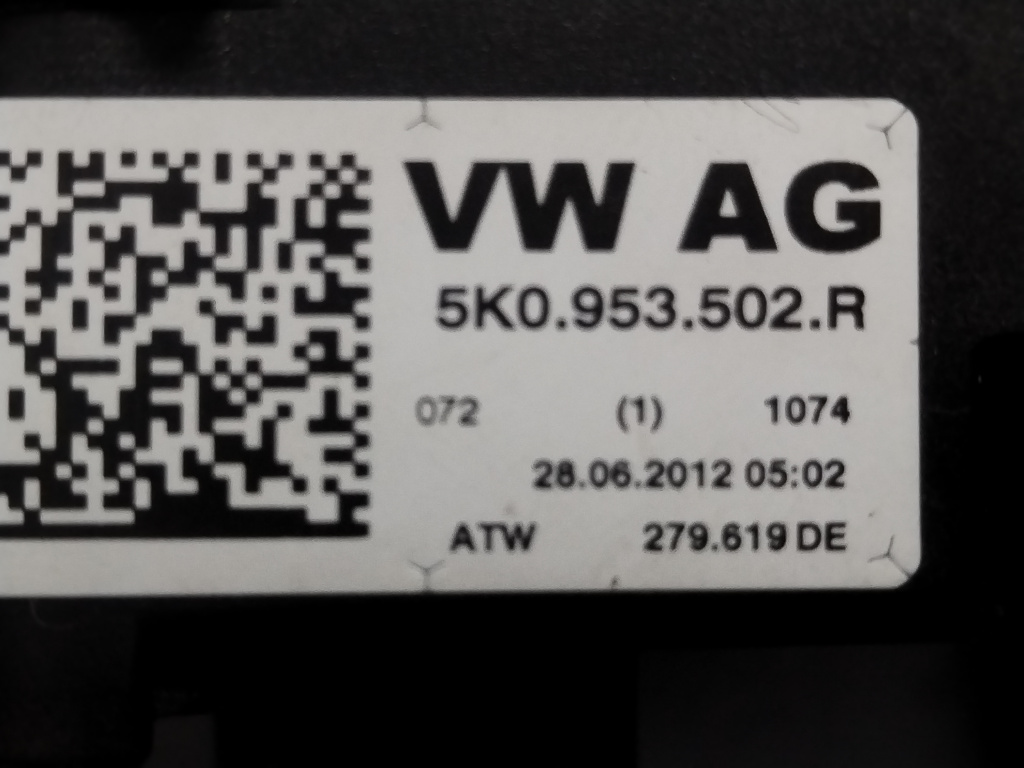 VW AG
5K0.953.502.R
072 (1) 1074
28.06.2012 05:02
ATW 279.619 DE